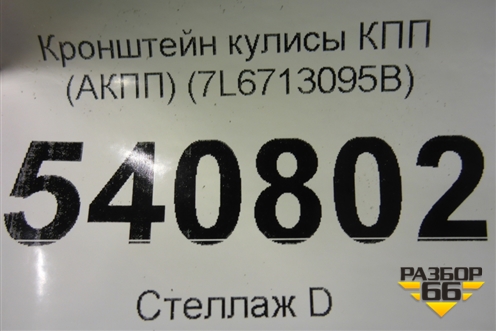 Кронштейн кулисы КПП
(АКПП) (7L6713095B)
540802
Стеллаж D
РАЗБОР
66